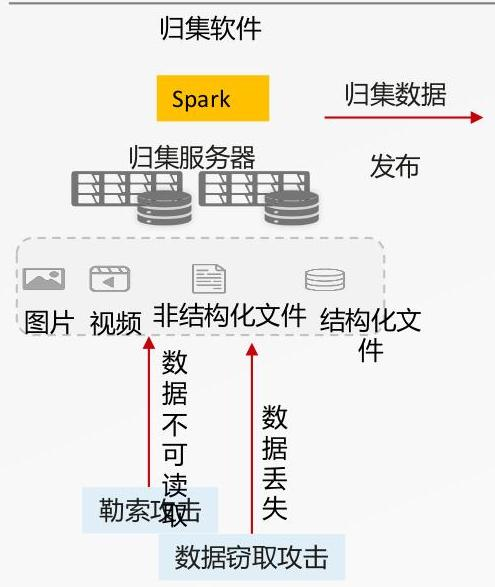 归集软件
Spark
归集数据
归集服务器
发布
图片
视频
非结构化文件
结构化文
件
数据不可读取
数据丢失
勒索攻击
数据窃取攻击